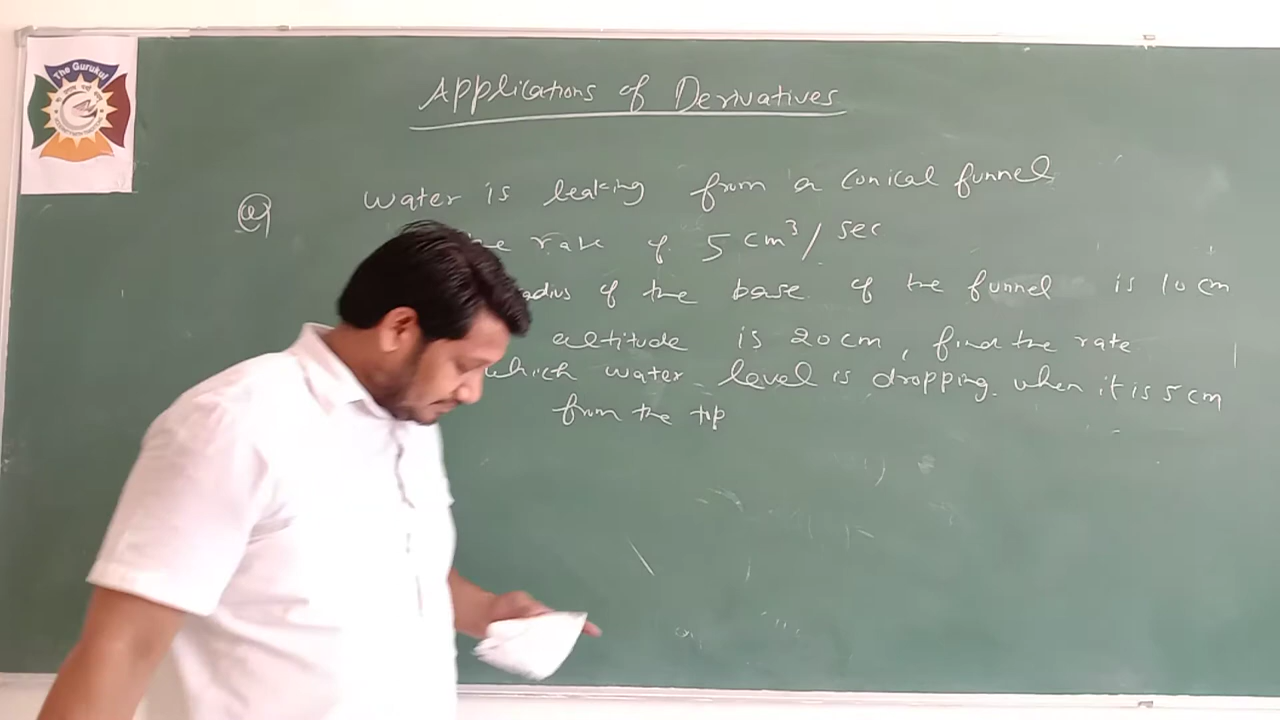 The Gurukul
Applications of Derivatives
Q
Water is leaking from a conical funnel
rate of 5 cm³/sec
of the base of the funnel is 10 cm
altitude is 20 cm, find the rate
which water level is dropping when it is 5 cm
from the top